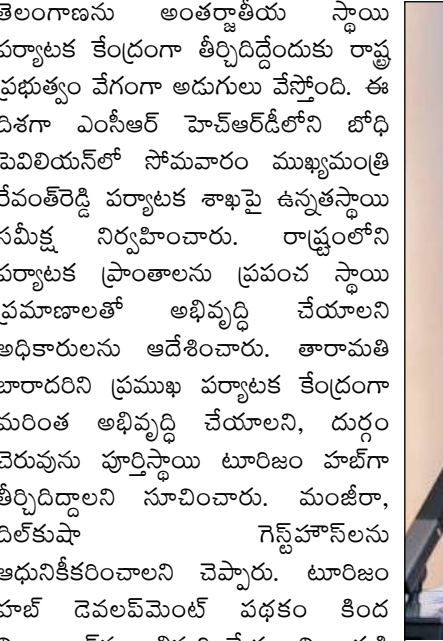 తెలంగాణను అంతర్జాతీయ స్థాయి
పర్యాటక కేంద్రంగా తీర్చిదిద్దేందుకు రాష్ట్ర
ప్రభుత్వం వేగంగా అడుగులు వేస్తోంది. ఈ
దిశగా ఎంసీఆర్ హెచ్ఆర్‌డీలోని బోధి
పెవిలియన్‌లో సోమవారం ముఖ్యమంత్రి
రేవంత్‌రెడ్డి పర్యాటక శాఖపై ఉన్నతస్థాయి
సమీక్ష నిర్వహించారు. రాష్ట్రంలోని
పర్యాటక ప్రాంతాలను ప్రపంచ స్థాయి
ప్రమాణాలతో అభివృద్ధి చేయాలని
అధికారులను ఆదేశించారు. తారామతి
బారాదరిని ప్రముఖ పర్యాటక కేంద్రంగా
మరింత అభివృద్ధి చేయాలని, దుర్గం
చెరువును పూర్తిస్థాయి టూరిజం హబ్‌గా
తీర్చిదిద్దాలని సూచించారు. మంజీరా,
దిల్‌కుషా గెస్ట్‌హౌస్‌లను
ఆధునికీకరించాలని చెప్పారు. టూరిజం
హబ్ డెవలప్‌మెంట్ పథకం కింద